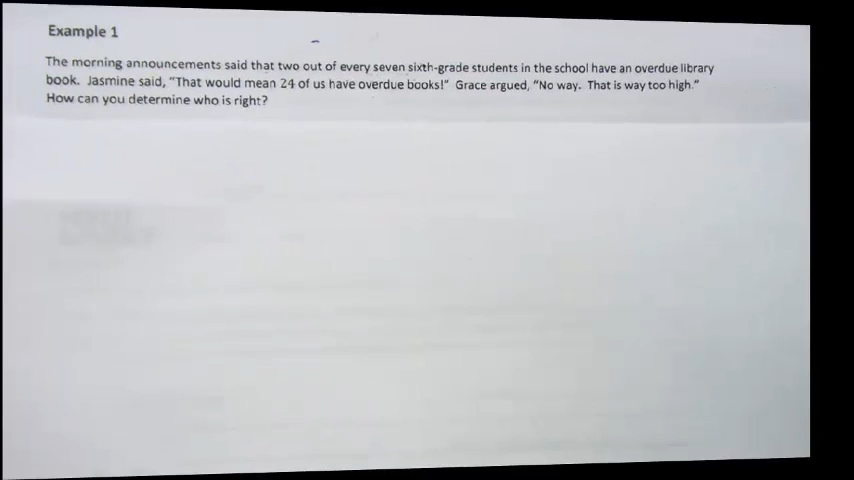 Example 1
The morning announcements said that two out of every seven sixth-grade students in the school have an overdue library
book. Jasmine said, "That would mean 24 of us have overdue books!" Grace argued, "No way. That is way too high."
How can you determine who is right?